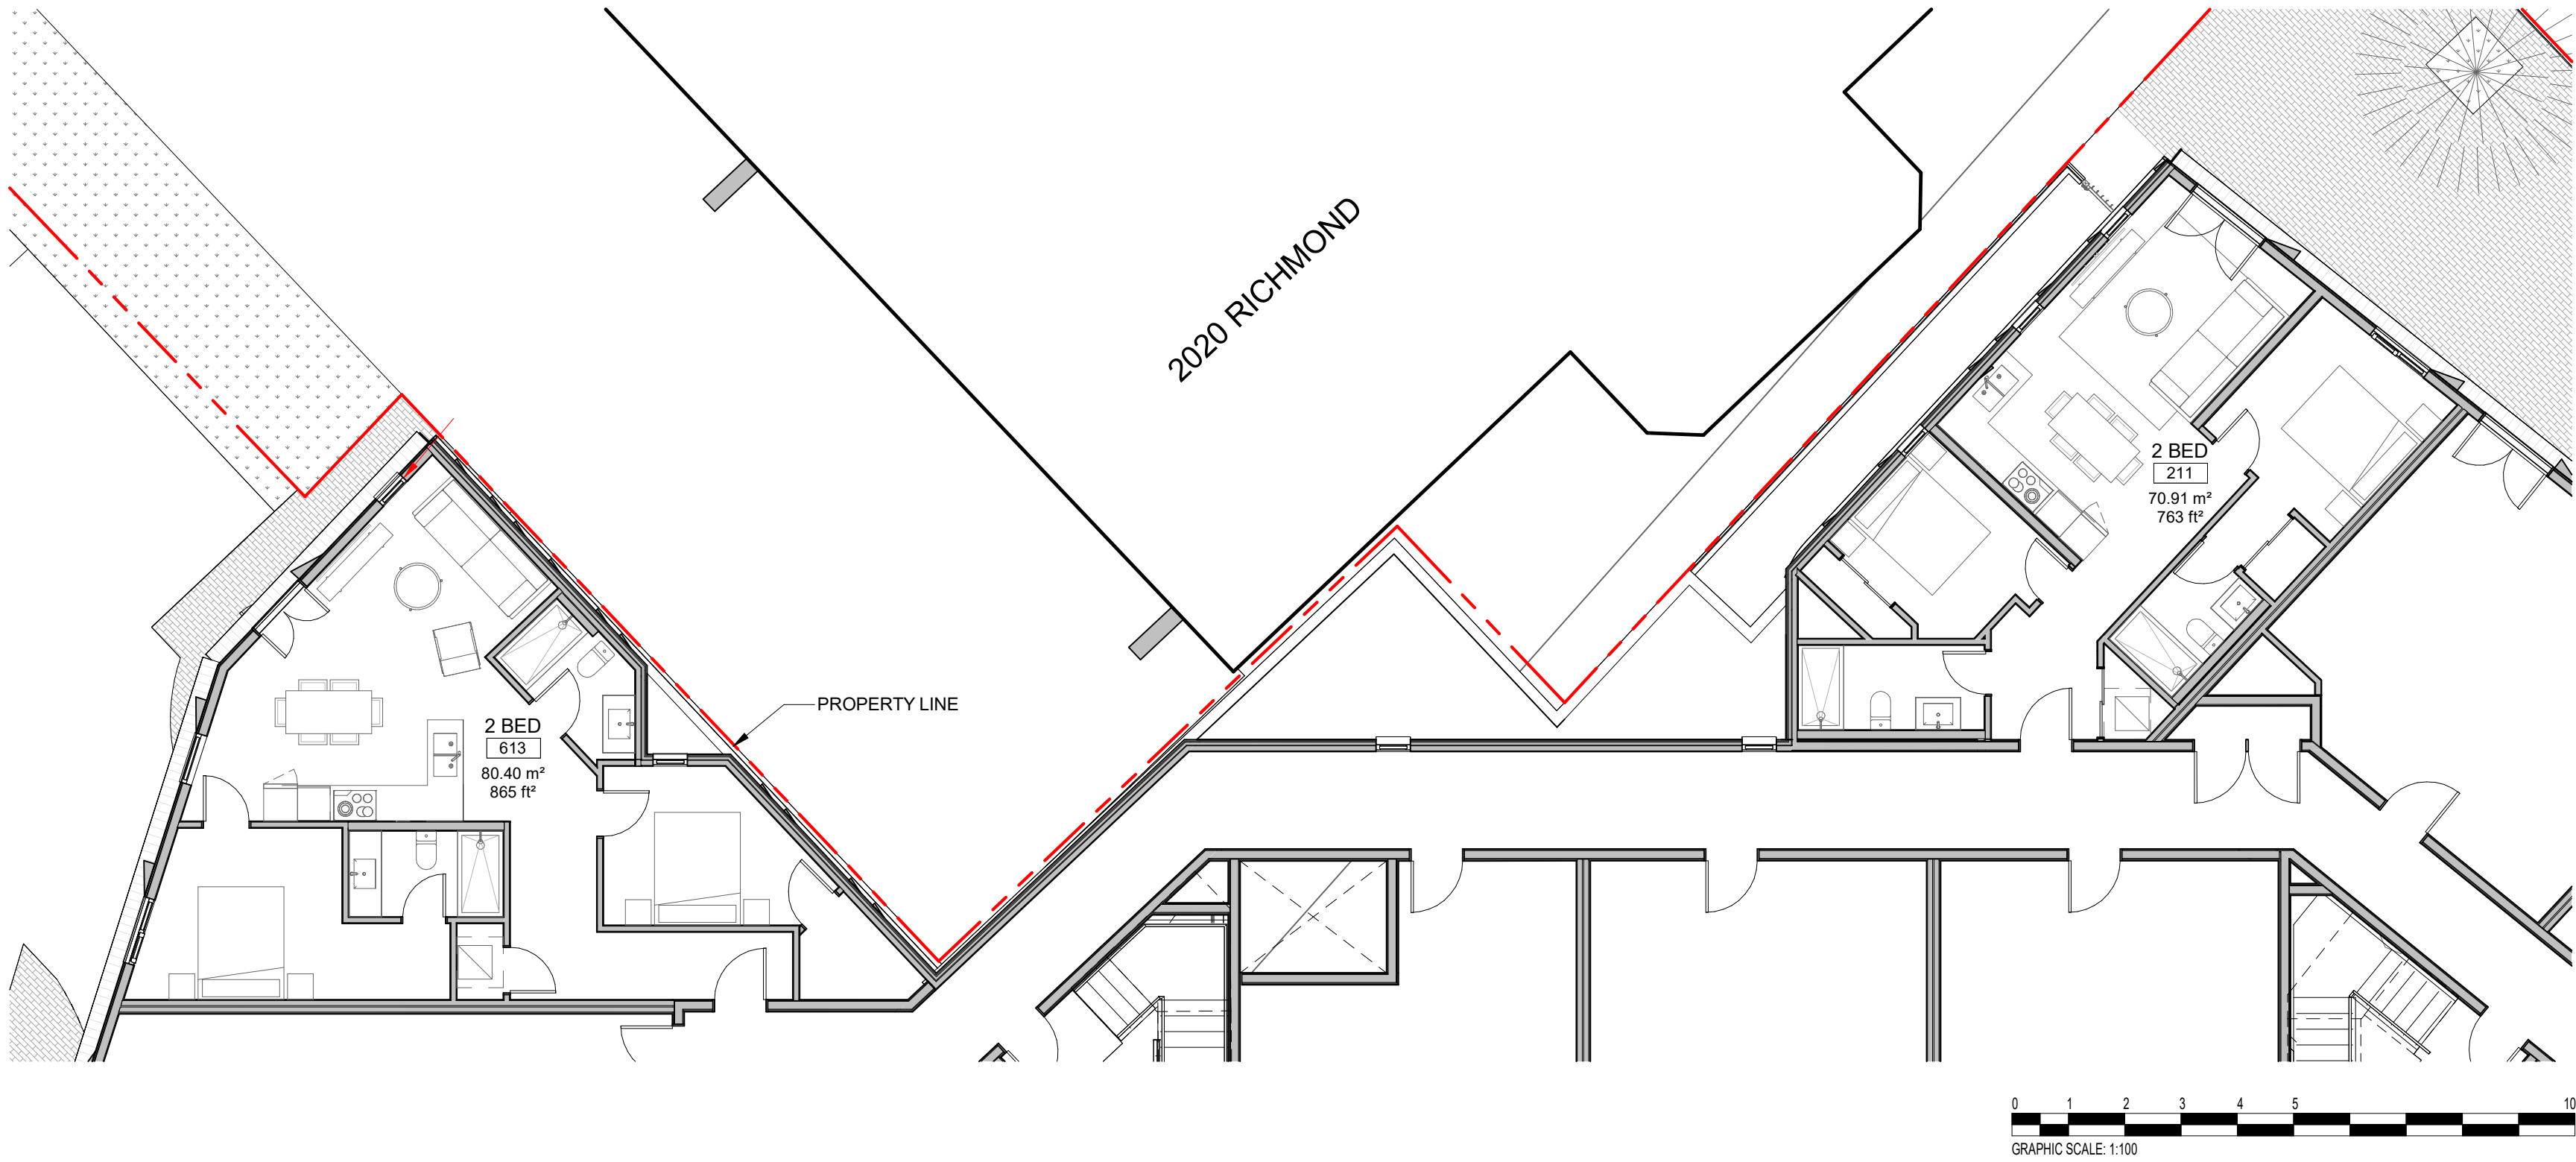 2020 RICHMOND
2 BED
211
70.91 m²
763 ft²
PROPERTY LINE
2 BED
613
80.40 m²
865 ft²
0 1 2 3 4 5 10
GRAPHIC SCALE: 1:100